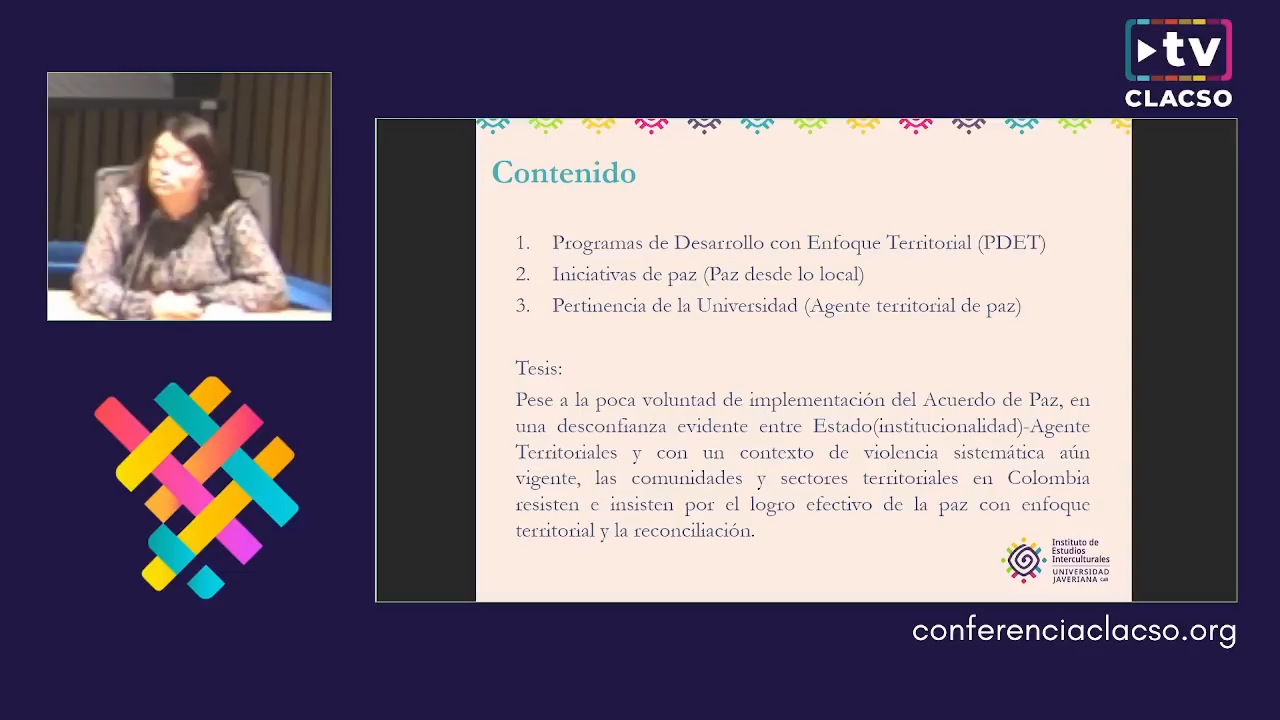 tv
CLACSO
Contenido
1. Programas de Desarrollo con Enfoque Territorial (PDET)
2. Iniciativas de paz (Paz desde lo local)
3. Pertinencia de la Universidad (Agente territorial de paz)
Tesis:
Pese a la poca voluntad de implementación del Acuerdo de Paz, en
una desconfianza evidente entre Estado(institucionalidad)-Agente
Territoriales y con un contexto de violencia sistemática aún
vigente, las comunidades y sectores territoriales en Colombia
resisten e insisten por el logro efectivo de la paz con enfoque
territorial y la reconciliación.
Instituto de
Estudios
Interculturales
UNIVERSIDAD
JAVERIANA Cali
conferenciaclacso.org